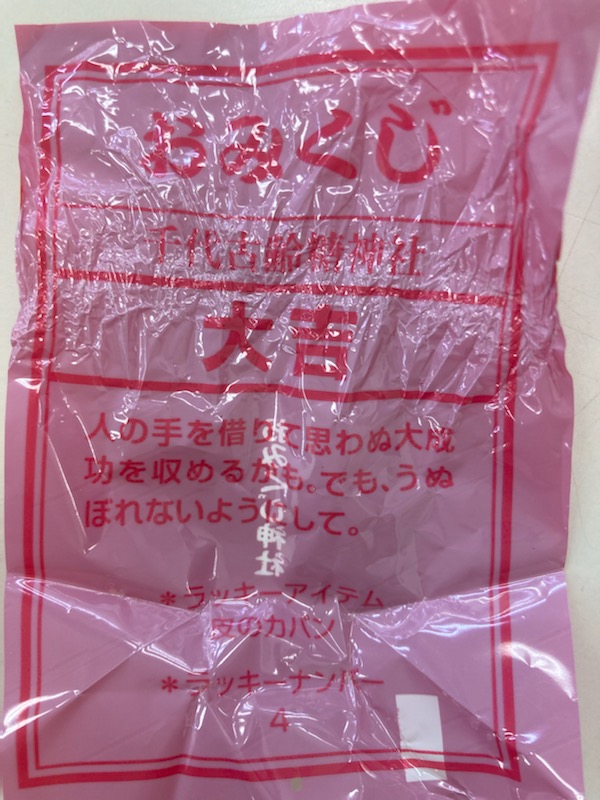 おみくじ
千代古齢糖神社
大吉
人の手を借りて思わぬ大成
功を収めるかも。でも、うぬ
ぼれないようにして。
*ラッキーアイテム
皮のカバン
*ラッキーナンバー
4